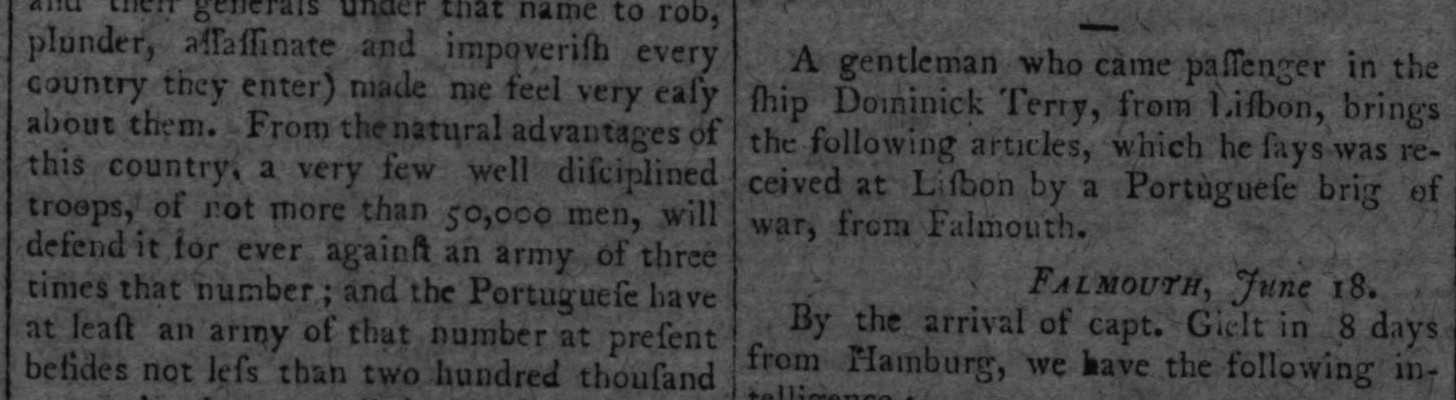 and their generals under that name to rob,
plunder, aſſaſſinate and impoveriſh every
country they enter) made me feel very eaſy
about them. From the natural advantages of
this country, a very few well diſciplined
troops, of not more than 50,000 men, will
defend it for ever againſt an army of three
times that number; and the Portugueſe have
at leaſt an army of that number at preſent
beſides not leſs than two hundred thouſand
A gentleman who came paſſenger in the
ſhip Dominick Terry, from Liſbon, brings
the following articles, which he ſays was re-
ceived at Liſbon by a Portugueſe brig of
war, from Falmouth.
FALMOUTH, June 18.
By the arrival of capt. Gielt in 8 days
from Hamburg, we have the following in-
telligence: